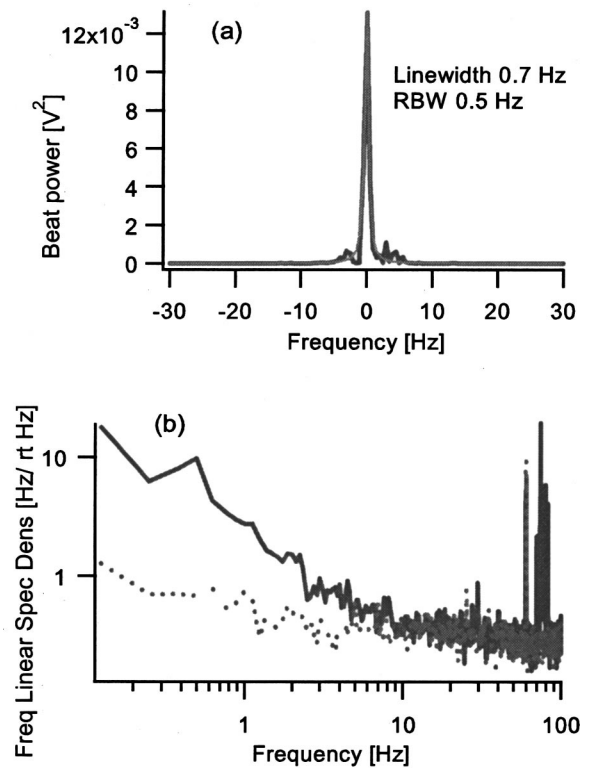 (a)
12x10⁻³
10
8
6
4
2
0
Beat power [V²]
Linewidth 0.7 Hz
RBW 0.5 Hz
-30 -20 -10 0 10 20 30
Frequency [Hz]
(b)
10
1
Freq Linear Spec Dens [Hz/ rt Hz]
1 10 100
Frequency [Hz]